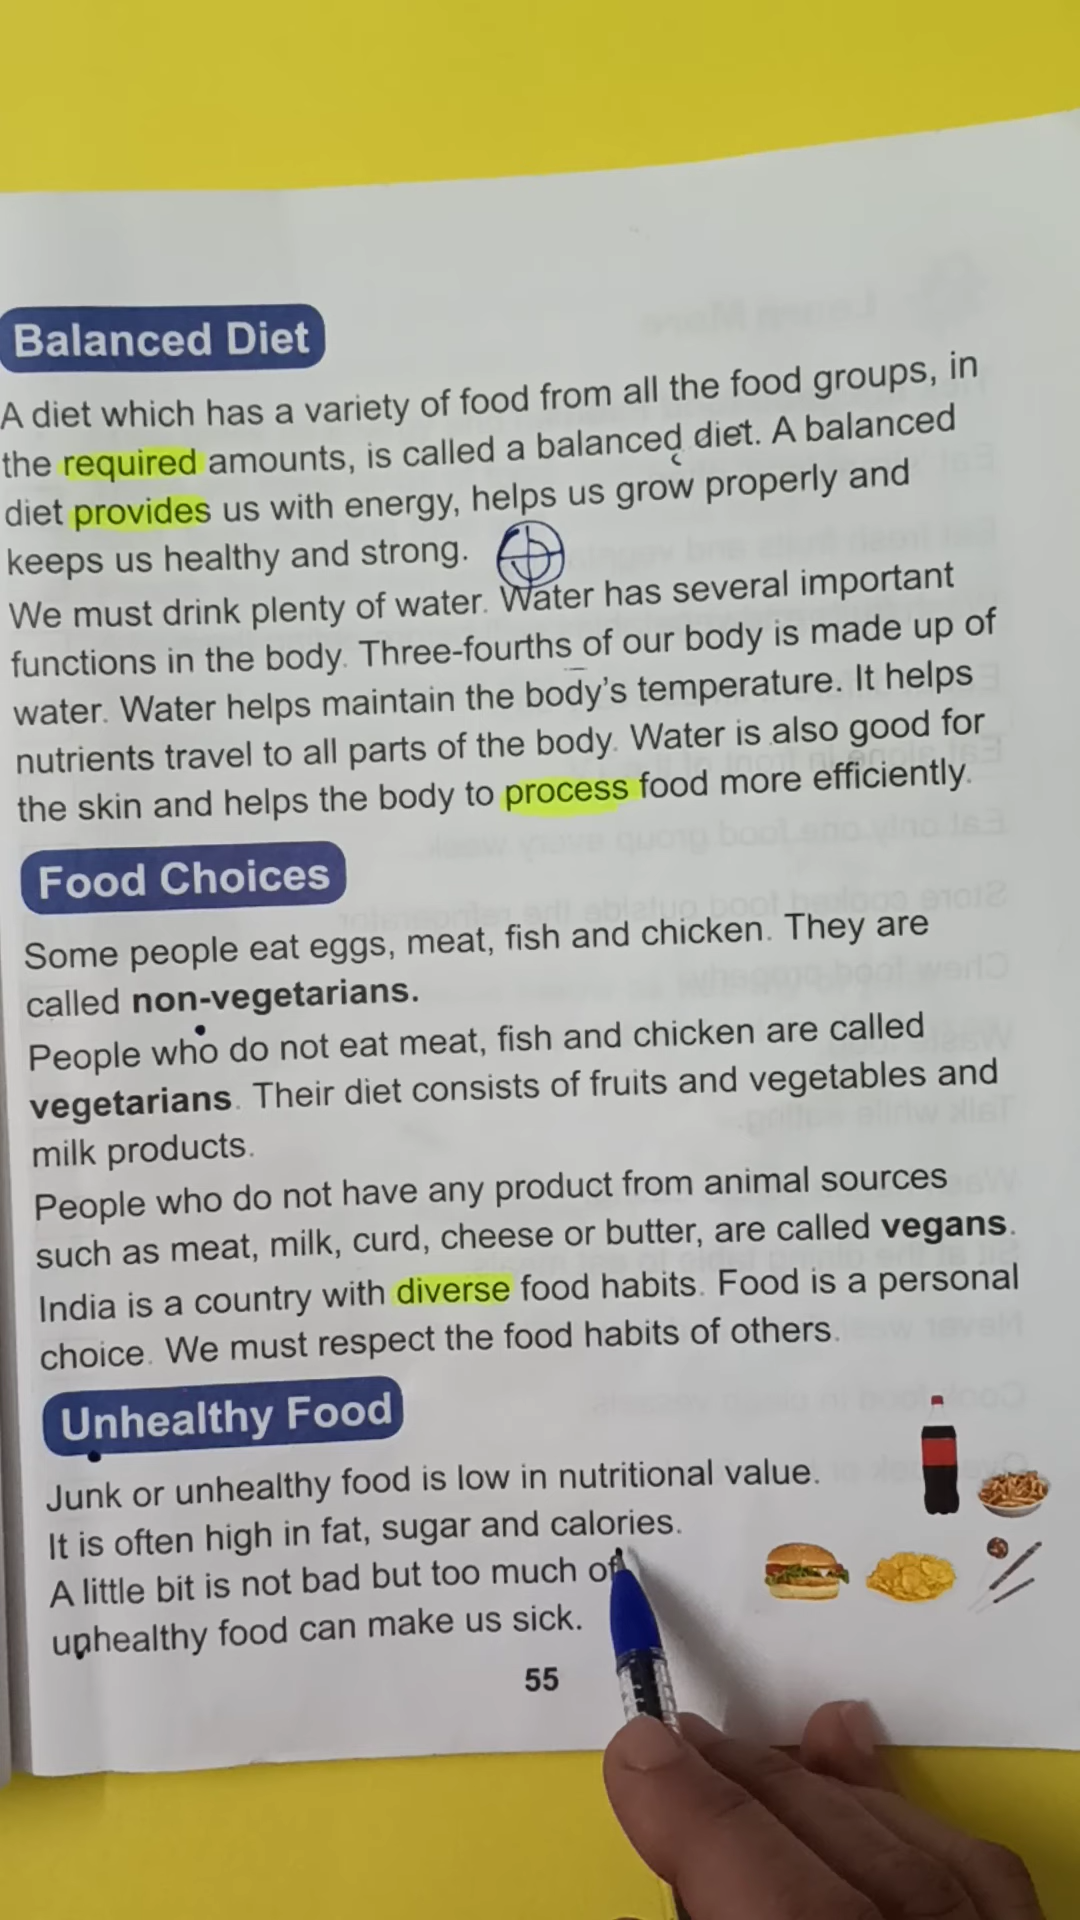 Balanced Diet
A diet which has a variety of food from all the food groups, in
the required amounts, is called a balanced diet. A balanced
diet provides us with energy, helps us grow properly and
keeps us healthy and strong.
We must drink plenty of water. Water has several important
functions in the body. Three-fourths of our body is made up of
water. Water helps maintain the body's temperature. It helps
nutrients travel to all parts of the body. Water is also good for
the skin and helps the body to process food more efficiently.
Food Choices
Some people eat eggs, meat, fish and chicken. They are
called non-vegetarians.
People who do not eat meat, fish and chicken are called
vegetarians. Their diet consists of fruits and vegetables and
milk products.
People who do not have any product from animal sources
such as meat, milk, curd, cheese or butter, are called vegans.
India is a country with diverse food habits. Food is a personal
choice. We must respect the food habits of others.
Unhealthy Food
Junk or unhealthy food is low in nutritional value.
It is often high in fat, sugar and calories.
A little bit is not bad but too much of
unhealthy food can make us sick.
55